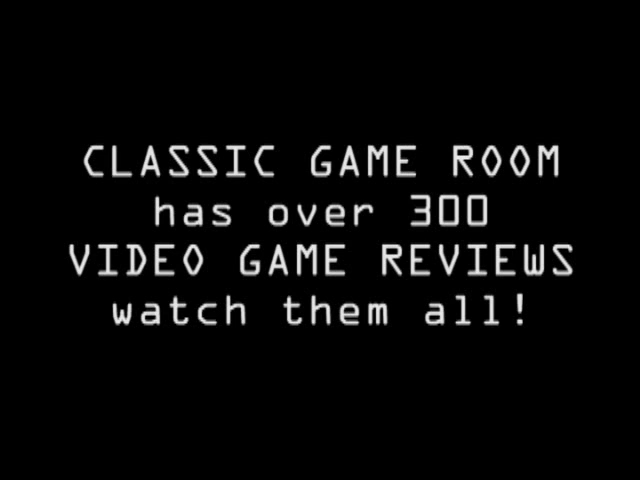 CLASSIC GAME ROOM
has over 300
VIDEO GAME REVIEWS
watch them all!